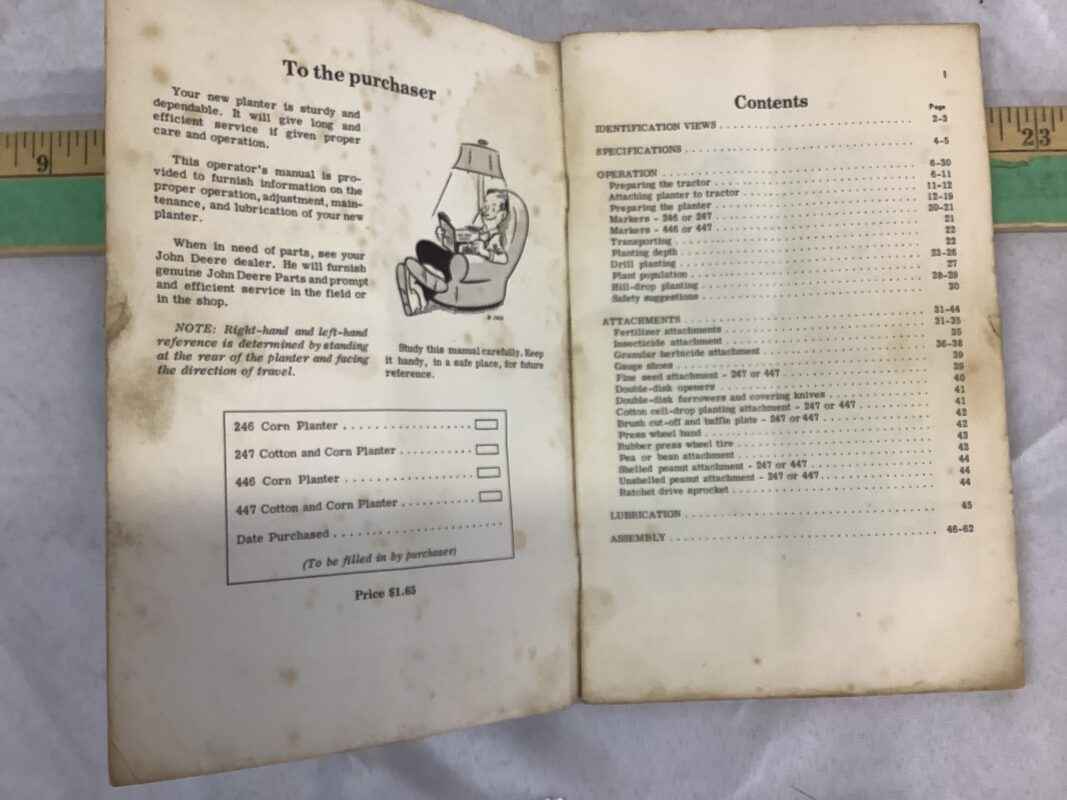 To the purchaser
Your new planter is sturdy and
dependable. It will give long and
efficient service if given proper
care and operation.
This operator's manual is pro-
vided to furnish information on the
proper operation, adjustment, main-
tenance, and lubrication of your new
planter.
When in need of parts, see your
John Deere dealer. He will furnish
genuine John Deere Parts and prompt
and efficient service in the field or
in the shop.
NOTE: Right-hand and left-hand
reference is determined by standing
at the rear of the planter and facing
the direction of travel.
Study this manual carefully. Keep
it handy, in a safe place, for future
reference.
246 Corn Planter
247 Cotton and Corn Planter
446 Corn Planter
447 Cotton and Corn Planter
Date Purchased
(To be filled in by purchaser)
Price $1.65
1
Contents
Page
IDENTIFICATION VIEWS 2-3
SPECIFICATIONS 4-5
OPERATION 6-30
Preparing the tractor 6-11
Attaching planter to tractor 11-12
Preparing the planter 12-19
Markers - 246 or 247 20-21
Markers - 446 or 447 21
Transporting 22
Planting depth 22
Drill planting 23-26
Plant population 27
Hill-drop planting 28-29
Safety suggestions 30
ATTACHMENTS 31-44
Fertilizer attachments 31-35
Insecticide attachment 35
Granular herbicide attachment 36-38
Gauge shoes 39
Fine seed attachment - 247 or 447 39
Double-disk openers 40
Double-disk furrowers and covering knives 41
Cotton cell-drop planting attachment - 247 or 447 41
Brush cut-off and baffle plate - 247 or 447 42
Press wheel band 42
Rubber press wheel tire 43
Pea or bean attachment 43
Shelled peanut attachment - 247 or 447 44
Unshelled peanut attachment - 247 or 447 44
Ratchet drive sprocket 44
LUBRICATION 45
ASSEMBLY 46-62
9
23